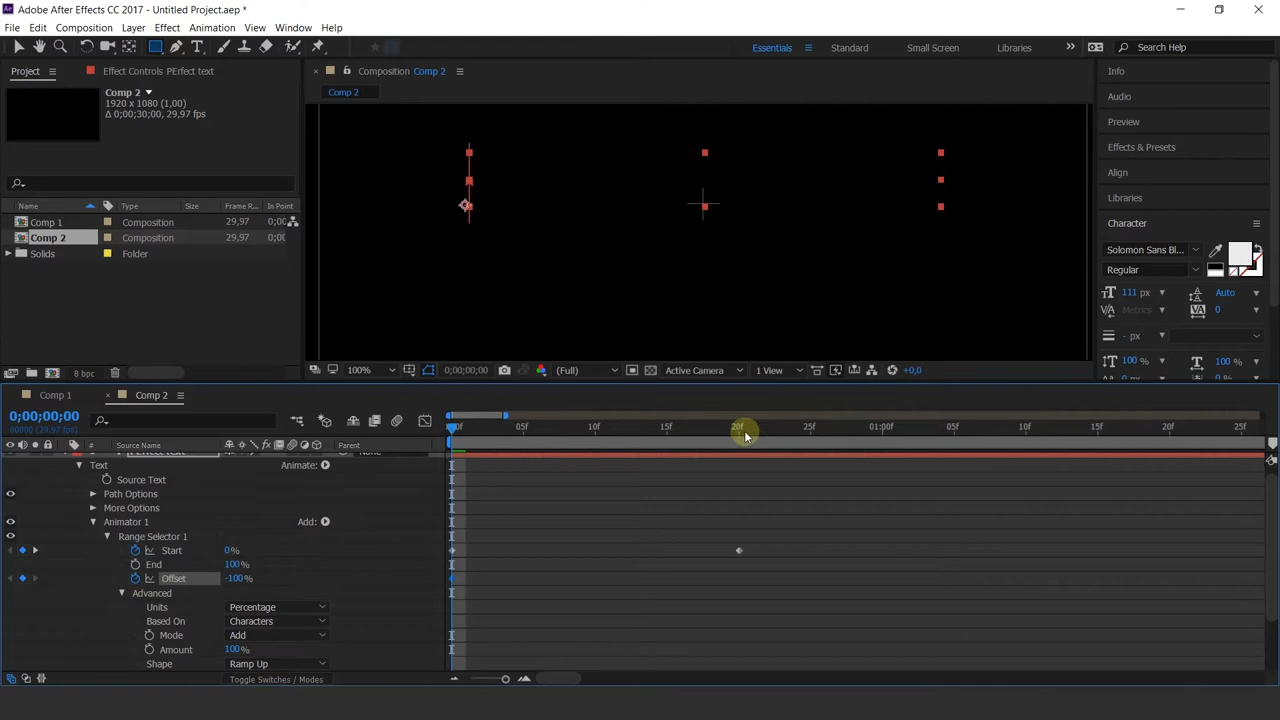 Adobe After Effects CC 2017 - Untitled Project.aep *
File Edit Composition Layer Effect Animation View Window Help
Essentials Standard Small Screen Libraries Search Help
Project Effect Controls PErfect text
Comp 2
1920 x 1080 (1,00)
Δ 0;00;30;00, 29,97 fps
Name Type Size Frame R... In Point
Comp 1 Composition 29,97 0;00
Comp 2 Composition 29,97 0;00
Solids Folder
8 bpc
Composition Comp 2
Comp 2
100% 0;00;00;00 (Full) Active Camera 1 View +0,0
Info
Audio
Preview
Effects & Presets
Align
Libraries
Character
Solomon Sans Bl...
Regular
111 px Auto
Metrics 0
- px
100 % 100 %
Comp 1 Comp 2
0;00;00;00
05f 10f 15f 20f 25f 01:00f 05f 10f 15f 20f 25f
# Source Name Parent
Text Animate:
Source Text
Path Options
More Options
Animator 1 Add:
Range Selector 1
Start 0%
End 100%
Offset -100%
Advanced
Units Percentage
Based On Characters
Mode Add
Amount 100%
Shape Ramp Up
Toggle Switches / Modes